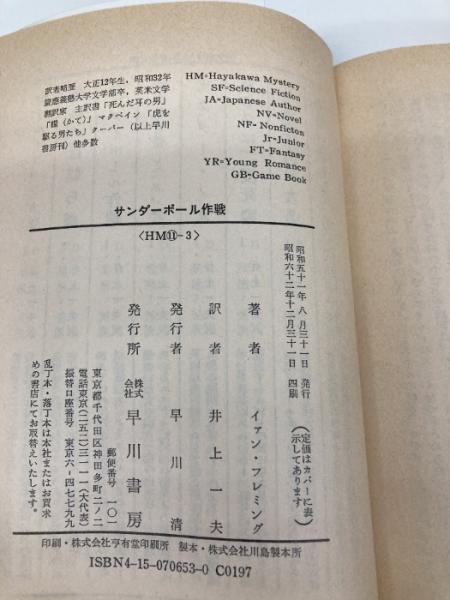 訳者略歴 大正12年生,昭和32年
慶應義塾大学文学部卒,英米文学
翻訳家 主訳書「死んだ耳の男」
「糧(かて)」マクベイン「虎を
駆る男たち」クーパー(以上早川
書房刊)他多数
HM=Hayakawa Mystery
SF=Science Fiction
JA=Japanese Author
NV=Novel
NF=Nonficton
Jr=Junior
FT=Fantasy
YR=Young Romance
GB=Game Book
サンダーボール作戦
〈HM⑪-3〉
昭和五十一年 八 月三十一日 発行
昭和六十二年十二月三十一日 四刷
(定価はカバーに表
示してあります)
著者 イアン・フレミング
訳者 井上一夫
発行者 早川 清
発行所 株式会社 早川書房
郵便番号 一〇一
東京都千代田区神田多町二ノ二
電話東京(二五二)三一一一(大代表)
振替口座番号 東京六-四七七九九
乱丁本・落丁本は本社またはお買求
めの書店にてお取替えいたします。
印刷・株式会社亨有堂印刷所 製本・株式会社川島製本所
ISBN4-15-070653-0 C0197